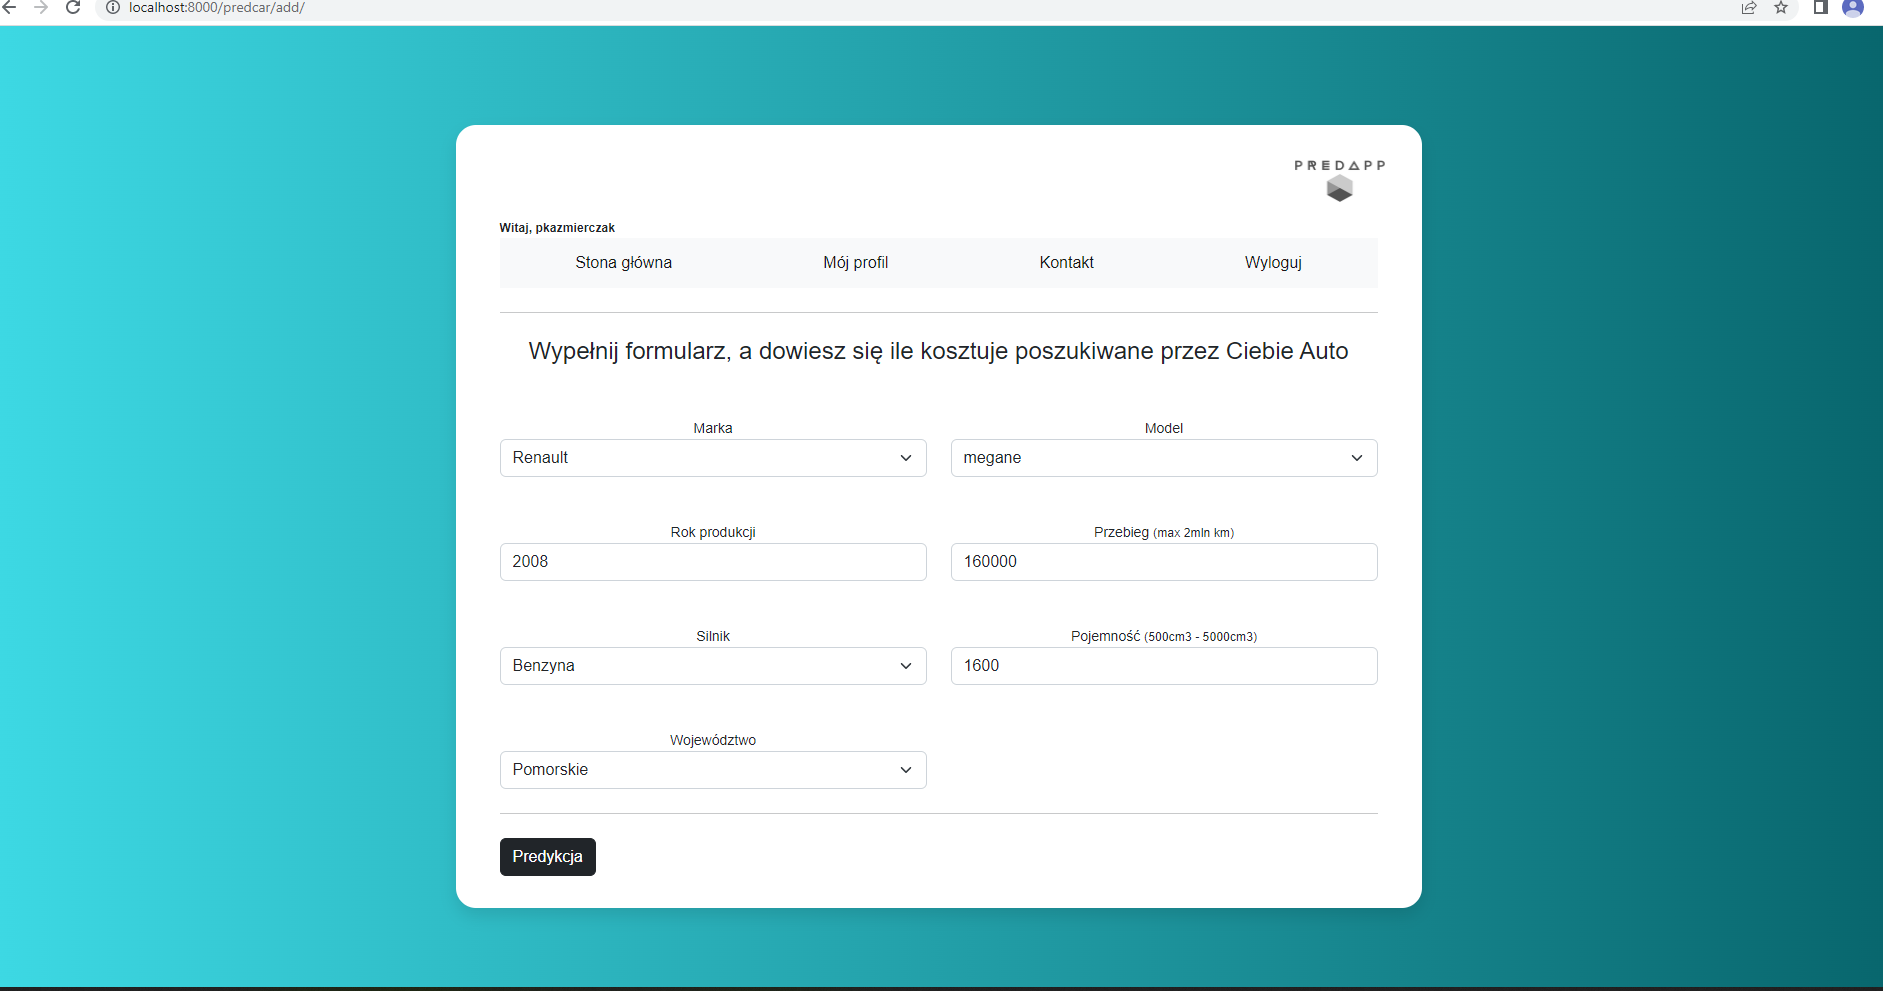 localhost:8000/predcar/add/
PREDAPP
Witaj, pkazmierczak
Stona główna Mój profil Kontakt Wyloguj
Wypełnij formularz, a dowiesz się ile kosztuje poszukiwane przez Ciebie Auto
Marka Model
Renault megane
Rok produkcji Przebieg (max 2mln km)
2008 160000
Silnik Pojemność (500cm3 - 5000cm3)
Benzyna 1600
Województwo
Pomorskie
Predykcja